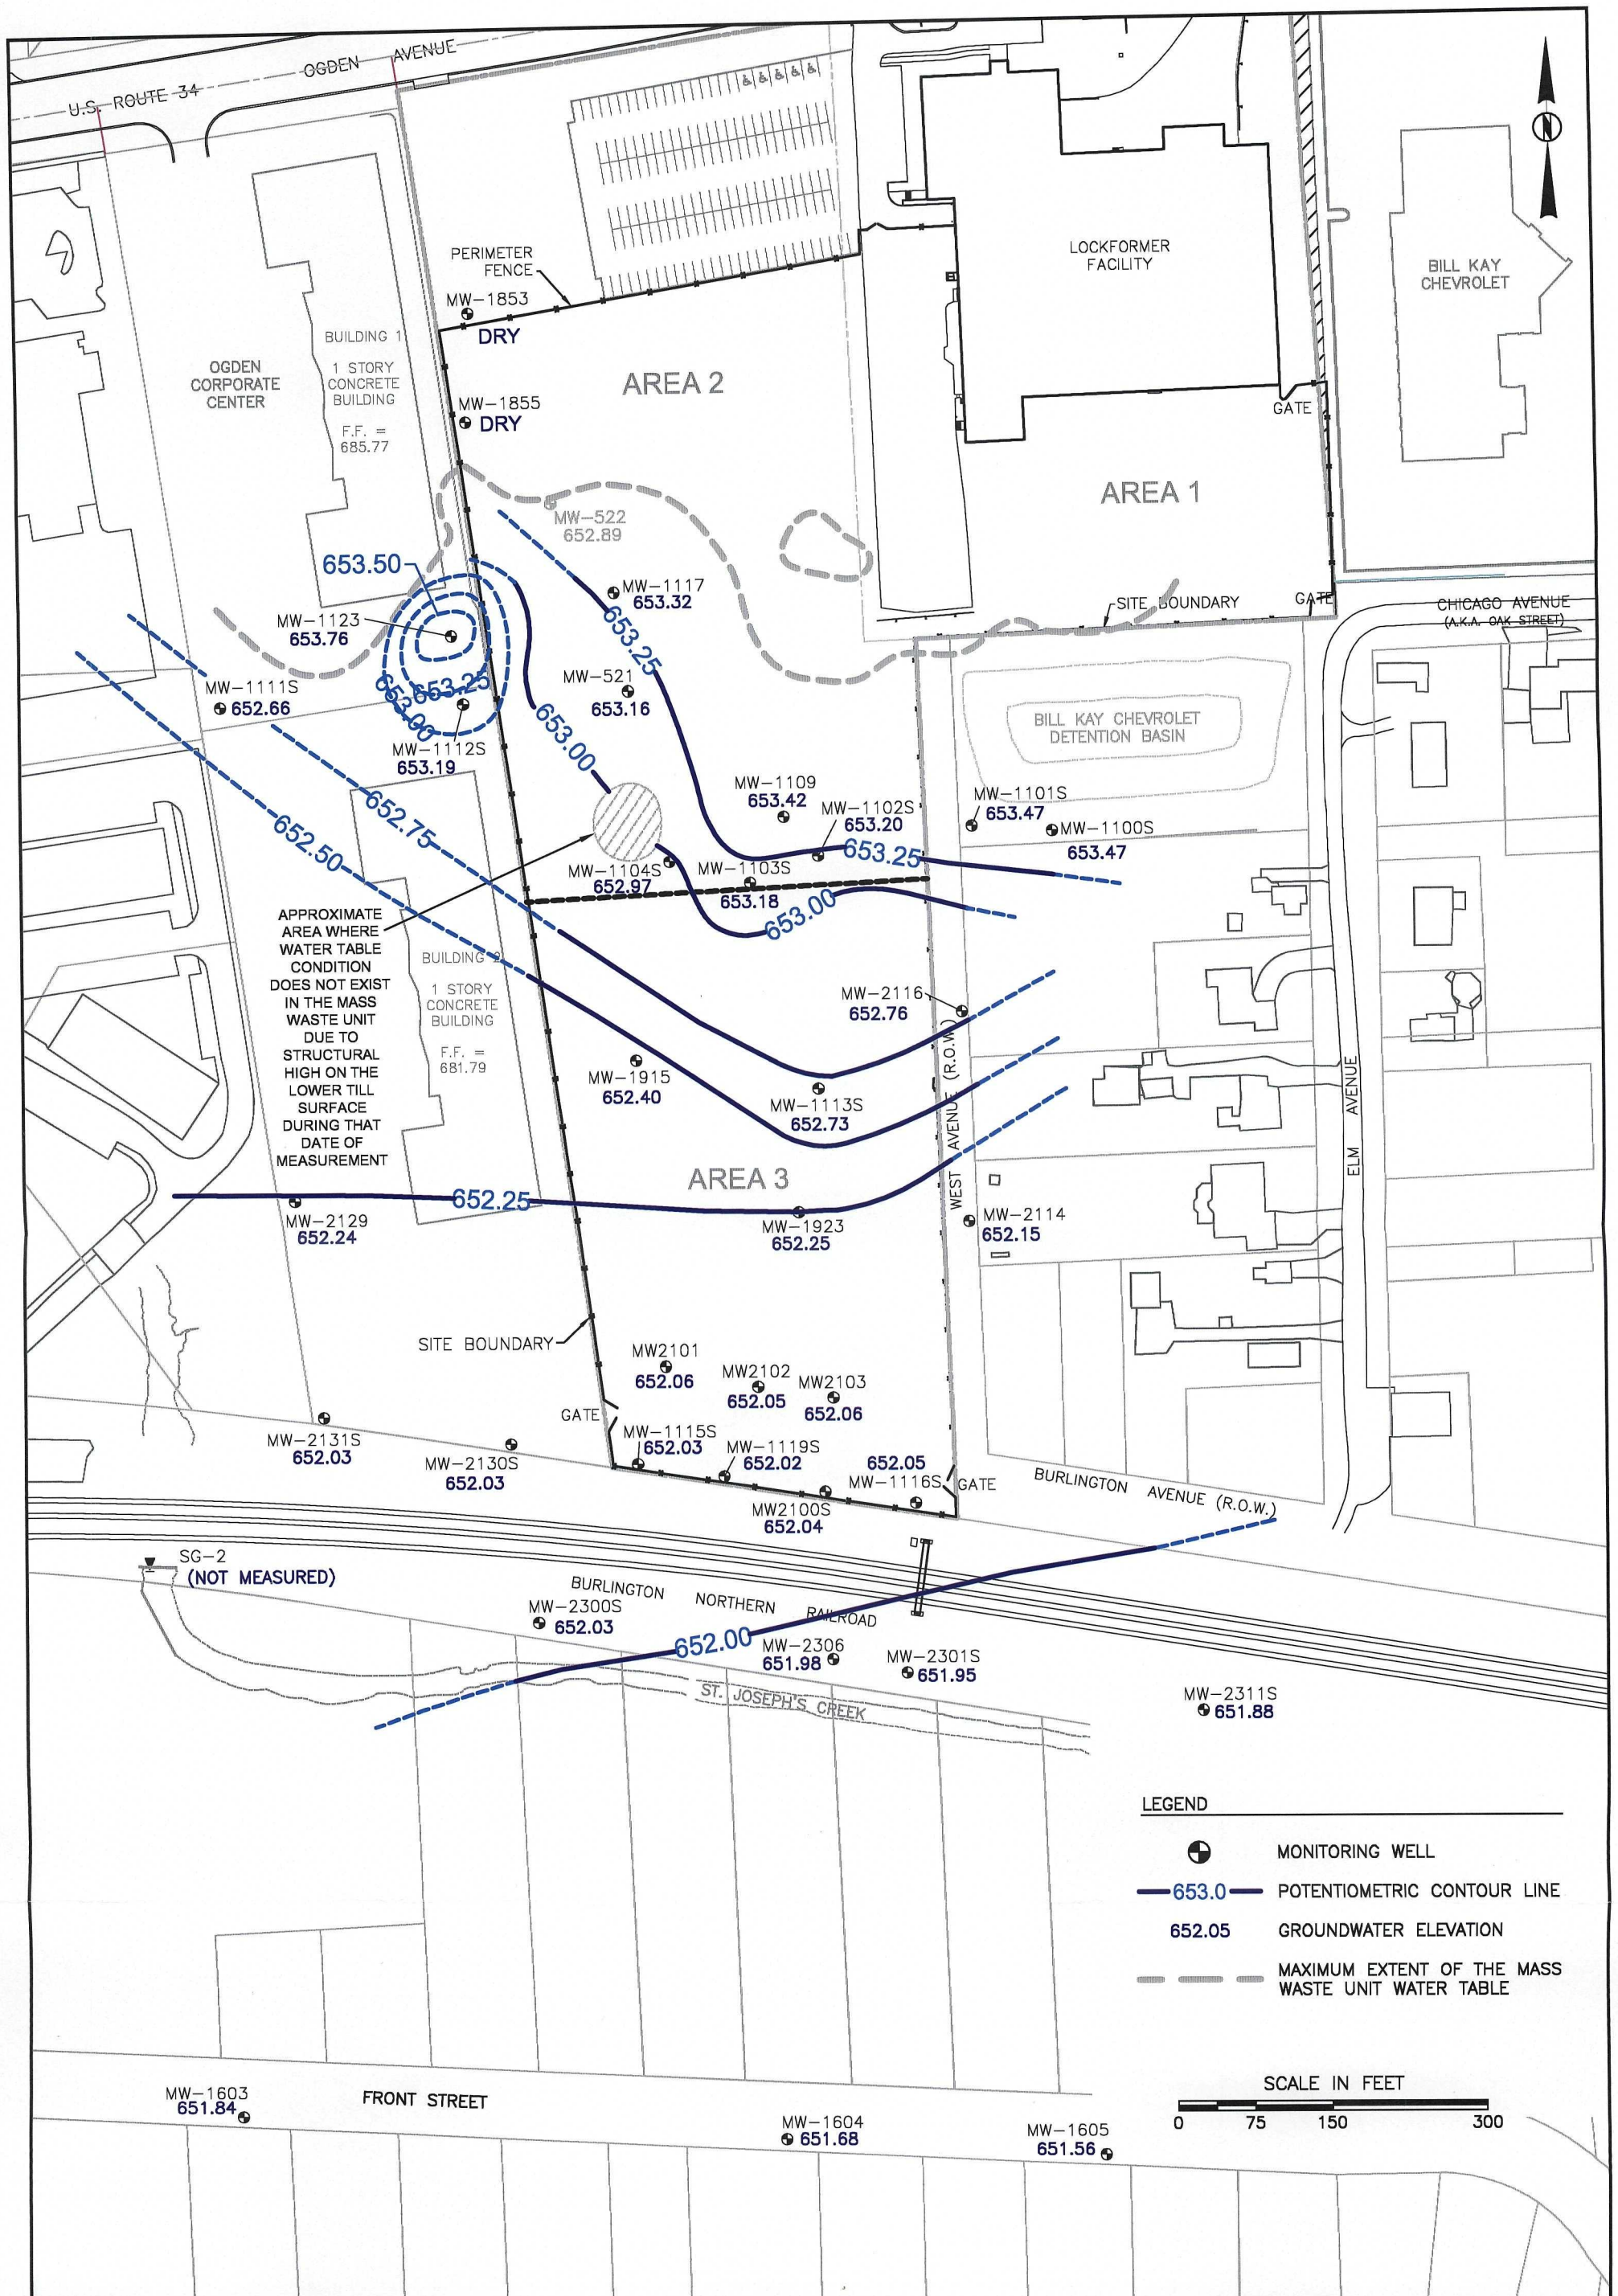 OGDEN AVENUE
U.S. ROUTE 34
N
PERIMETER
FENCE
MW-1853
DRY
LOCKFORMER
FACILITY
BILL KAY
CHEVROLET
BUILDING 1
1 STORY
CONCRETE
BUILDING
F.F. =
685.77
OGDEN
CORPORATE
CENTER
AREA 2
MW-1855
DRY
GATE
AREA 1
MW-522
652.89
653.50
MW-1117
653.32
MW-1123
653.76
SITE BOUNDARY
GATE
CHICAGO AVENUE
(A.K.A. OAK STREET)
653.25
MW-1111S
652.66
653.25
653.00
MW-521
653.16
MW-1112S
653.19
653.00
BILL KAY CHEVROLET
DETENTION BASIN
MW-1109
653.42
MW-1102S
653.20
MW-1101S
653.47
MW-1100S
653.47
652.75
652.50
653.25
MW-1104S
652.97
MW-1103S
653.18
653.00
APPROXIMATE
AREA WHERE
WATER TABLE
CONDITION
DOES NOT EXIST
IN THE MASS
WASTE UNIT
DUE TO
STRUCTURAL
HIGH ON THE
LOWER TILL
SURFACE
DURING THAT
DATE OF
MEASUREMENT
BUILDING 2
1 STORY
CONCRETE
BUILDING
F.F. =
681.79
MW-2116
652.76
MW-1915
652.40
MW-1113S
652.73
WEST AVENUE (R.O.W.)
ELM AVENUE
AREA 3
652.25
MW-2129
652.24
MW-1923
652.25
MW-2114
652.15
SITE BOUNDARY
MW2101
652.06
MW2102
652.05
MW2103
652.06
GATE
MW-2131S
652.03
MW-2130S
652.03
MW-1115S
652.03
MW-1119S
652.02
652.05
MW-1116S
GATE
MW2100S
652.04
BURLINGTON AVENUE (R.O.W.)
SG-2
(NOT MEASURED)
BURLINGTON NORTHERN RAILROAD
MW-2300S
652.03
652.00
MW-2306
651.98
MW-2301S
651.95
ST. JOSEPH'S CREEK
MW-2311S
651.88
LEGEND
MONITORING WELL
653.0 POTENTIOMETRIC CONTOUR LINE
652.05 GROUNDWATER ELEVATION
MAXIMUM EXTENT OF THE MASS
WASTE UNIT WATER TABLE
SCALE IN FEET
0 75 150 300
MW-1603
651.84
FRONT STREET
MW-1604
651.68
MW-1605
651.56